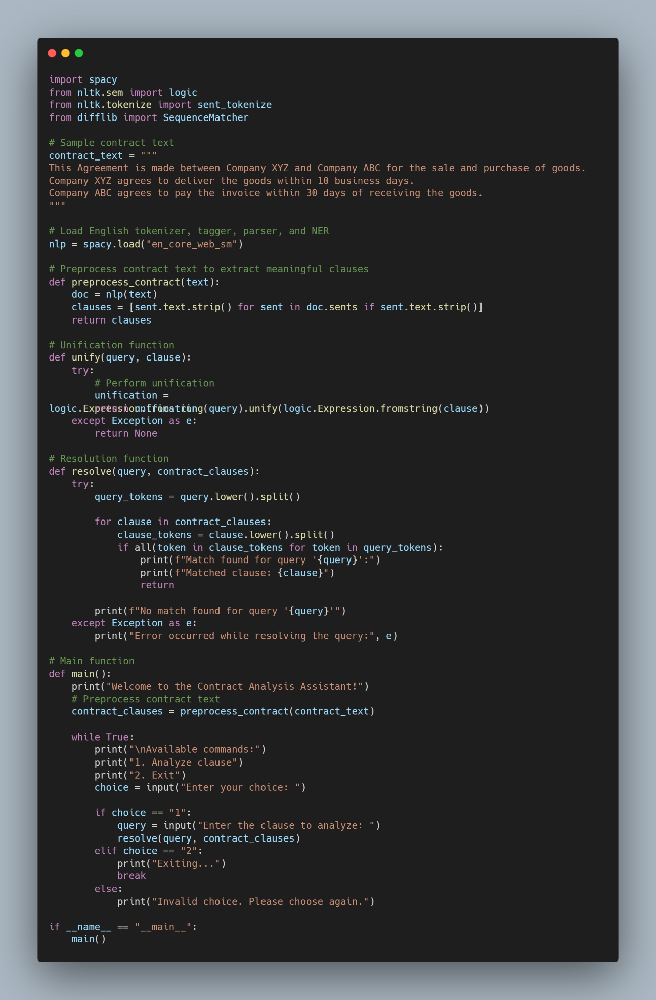 import spacy
from nltk.sem import logic
from nltk.tokenize import sent_tokenize
from difflib import SequenceMatcher

# Sample contract text
contract_text = """
This Agreement is made between Company XYZ and Company ABC for the sale and purchase of goods.
Company XYZ agrees to deliver the goods within 10 business days.
Company ABC agrees to pay the invoice within 30 days of receiving the goods.
"""

# Load English tokenizer, tagger, parser, and NER
nlp = spacy.load("en_core_web_sm")

# Preprocess contract text to extract meaningful clauses
def preprocess_contract(text):
    doc = nlp(text)
    clauses = [sent.text.strip() for sent in doc.sents if sent.text.strip()]
    return clauses

# Unification function
def unify(query, clause):
    try:
        # Perform unification
        unification =
logic.Expression.fromstring(query).unify(logic.Expression.fromstring(clause))
        return unification
    except Exception as e:
        return None

# Resolution function
def resolve(query, contract_clauses):
    try:
        query_tokens = query.lower().split()

        for clause in contract_clauses:
            clause_tokens = clause.lower().split()
            if all(token in clause_tokens for token in query_tokens):
                print(f"Match found for query '{query}':")
                print(f"Matched clause: {clause}")
                return

        print(f"No match found for query '{query}'")
    except Exception as e:
        print("Error occurred while resolving the query:", e)

# Main function
def main():
    print("Welcome to the Contract Analysis Assistant!")
    # Preprocess contract text
    contract_clauses = preprocess_contract(contract_text)

    while True:
        print("\nAvailable commands:")
        print("1. Analyze clause")
        print("2. Exit")
        choice = input("Enter your choice: ")

        if choice == "1":
            query = input("Enter the clause to analyze: ")
            resolve(query, contract_clauses)
        elif choice == "2":
            print("Exiting...")
            break
        else:
            print("Invalid choice. Please choose again.")

if __name__ == "__main__":
    main()